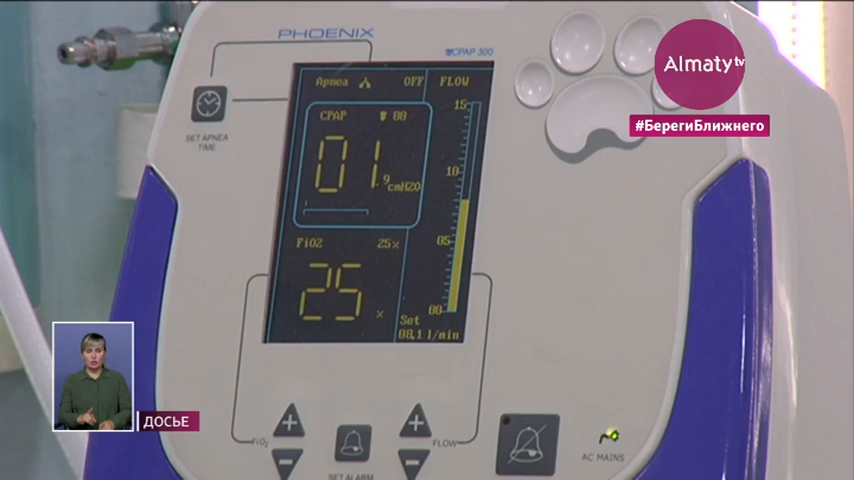 PHOENIX
CPAP 300
Almaty tv
#БерегиБлижнего
Apnea OFF FLOW
SET APNEA
TIME
CPAP 00
15
01.9 cmH2O
10
FiO2 25%
05
25 %
00
Set
08,1 l/min
FiO2
FLOW
SET ALARM
AC MAINS
ДОСЬЕ